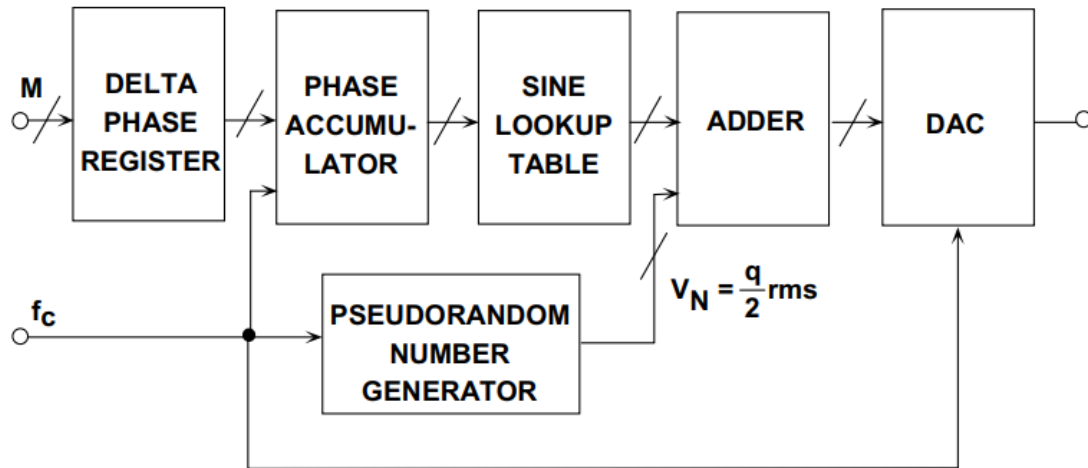 M
DELTA
PHASE
REGISTER
PHASE
ACCUMU-
LATOR
SINE
LOOKUP
TABLE
ADDER
DAC
fc
PSEUDORANDOM
NUMBER
GENERATOR
VN = q/2 rms